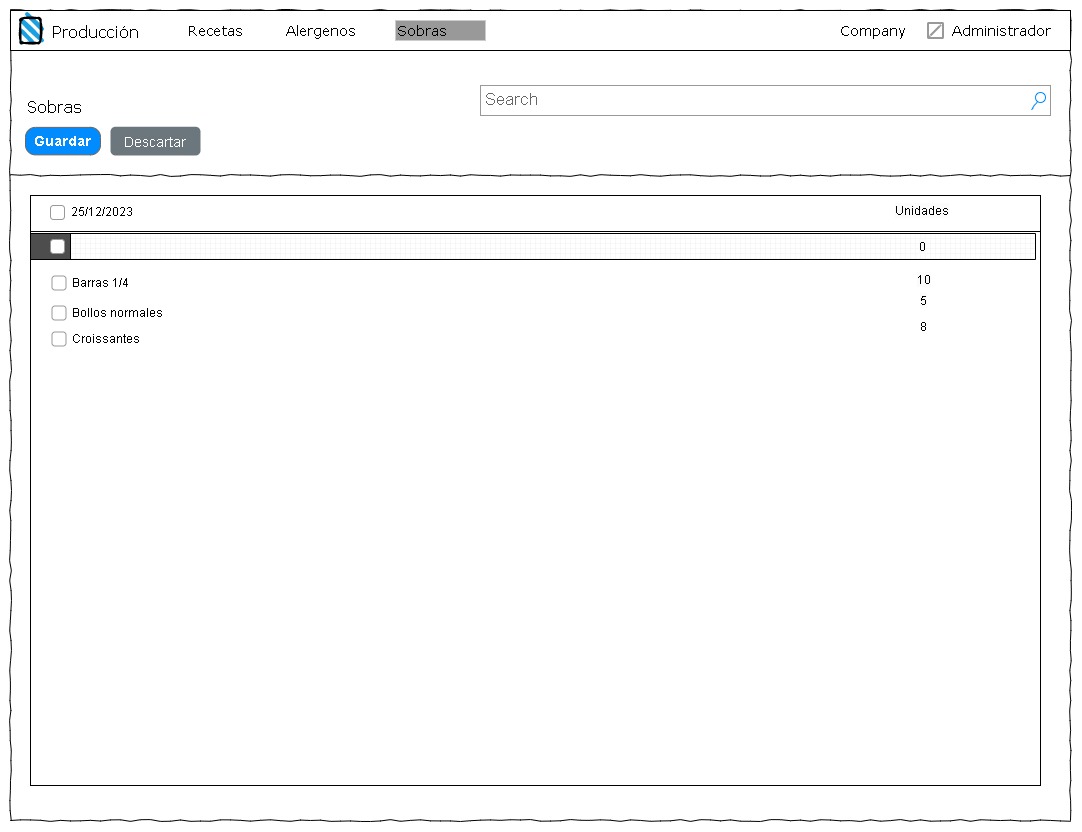 Producción Recetas Alergenos Sobras Company Administrador
Search
Sobras
Guardar Descartar
25/12/2023 Unidades
0
Barras 1/4 10
Bollos normales 5
Croissantes 8